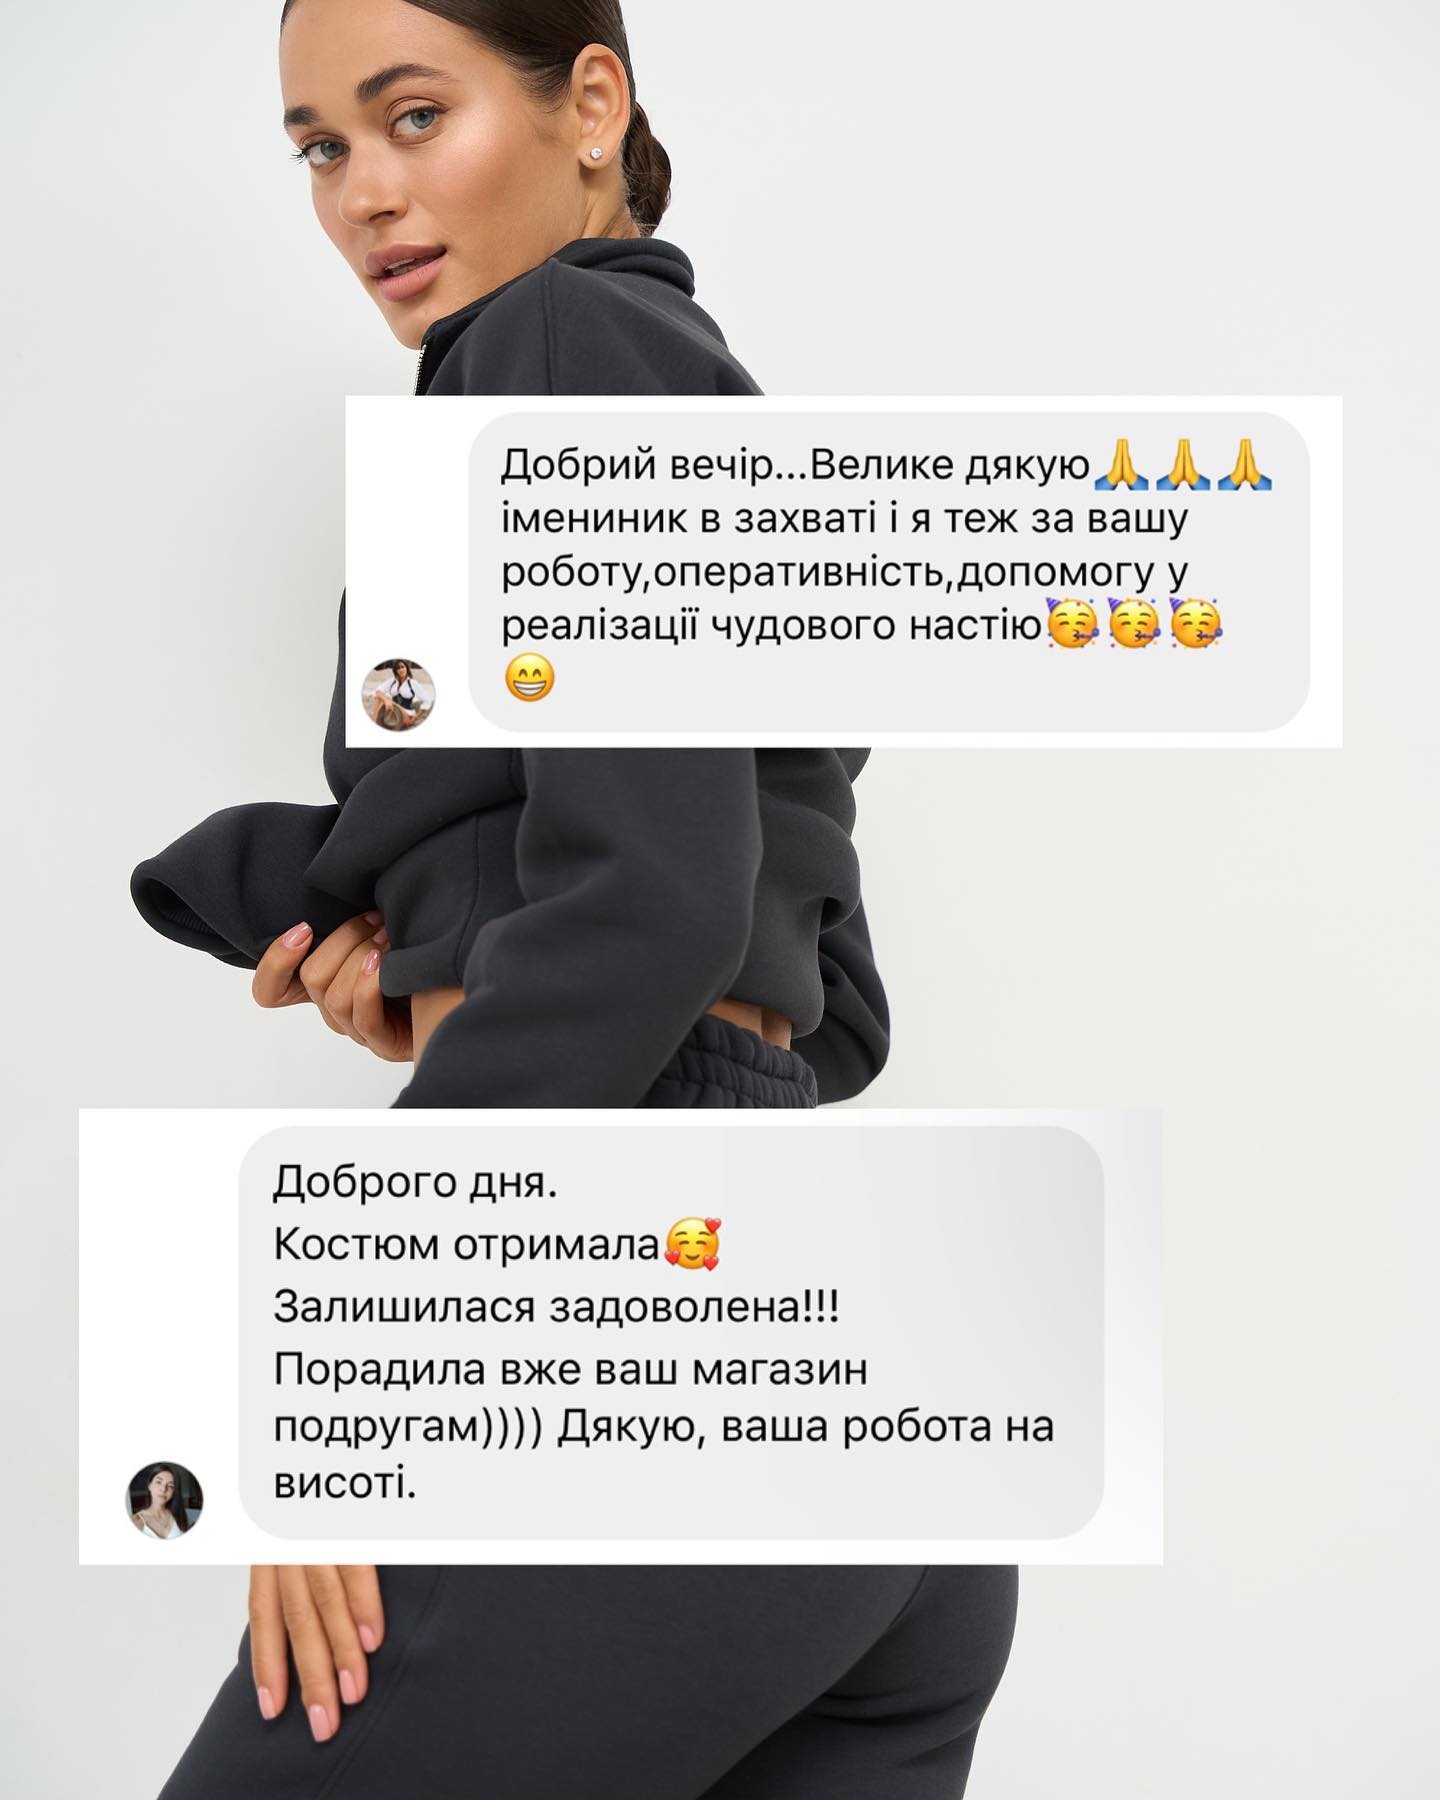 Добрий вечір...Велике дякую🙏🙏🙏
імениник в захваті і я теж за вашу
роботу,оперативність,допомогу у
реалізації чудового настію🥳🥳🥳
😁
Доброго дня.
Костюм отримала🥰
Залишилася задоволена!!!
Порадила вже ваш магазин
подругам)))) Дякую, ваша робота на
висоті.